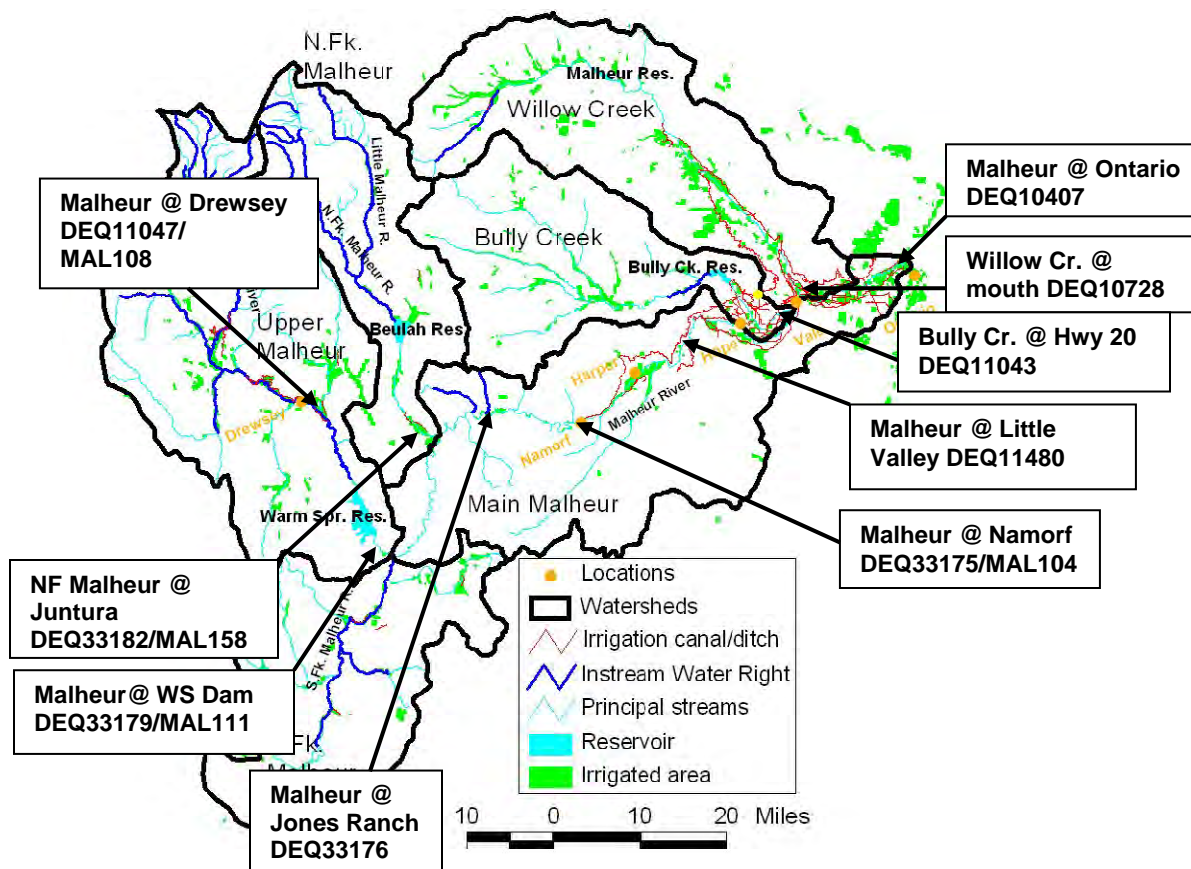 N.Fk.
Malheur
Malheur Res.
Willow Creek
Little Malheur R.
N.Fk. Malheur R.
Malheur @ Drewsey
DEQ11047/
MAL108
Malheur @ Ontario
DEQ10407
Willow Cr. @
mouth DEQ10728
Bully Cr. @ Hwy 20
DEQ11043
Bully Creek
Bully Ck. Res.
Upper
Malheur
Beulah Res.
Drewsey
Harper
Hope
Malheur River
Namorf
Malheur @ Little
Valley DEQ11480
Main Malheur
Warm Spr. Res.
Malheur @ Namorf
DEQ33175/MAL104
NF Malheur @
Juntura
DEQ33182/MAL158
S.Fk. Malheur R.
Malheur @ WS Dam
DEQ33179/MAL111
Malheur @
Jones Ranch
DEQ33176
Locations
Watersheds
Irrigation canal/ditch
Instream Water Right
Principal streams
Reservoir
Irrigated area
10 0 10 20 Miles